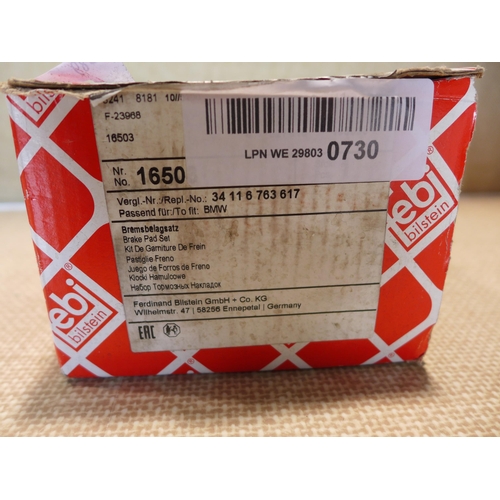 8181
F-23968
16503
LPN WE 29803 0730
Nr.
No. 1650
Vergl.-Nr./Repl.-No.: 34 11 6 763 617
Passend für/To fit: BMW
Bremsbelagsatz
Brake Pad Set
Kit De Garniture De Frein
Pastiglie Freno
Juego de Forros de Freno
Klocki Hamulcowe
Набор Тормозных Накладок
Ferdinand Bilstein GmbH + Co. KG
Wilhelmstr. 47 | 58256 Ennepetal | Germany
EAC
bilstein
ebi
bilstein
febi
bilstein